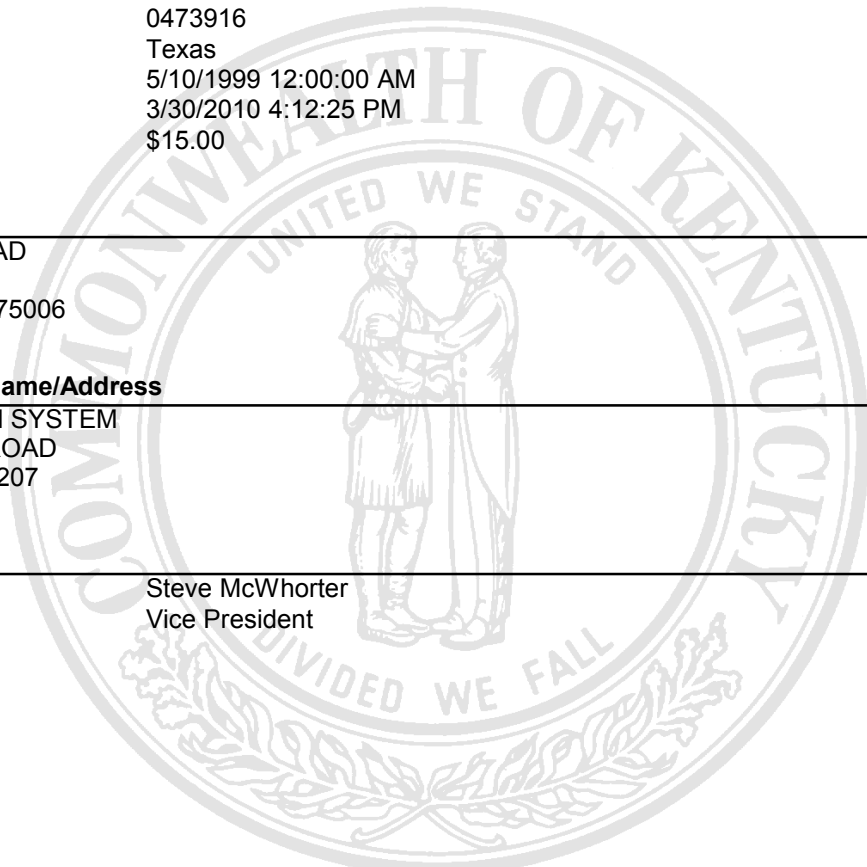 0473916
Texas
5/10/1999 12:00:00 AM
3/30/2010 4:12:25 PM
$15.00
COMMONWEALTH OF KENTUCKY
UNITED WE STAND
AD
75006
ame/Address
SYSTEM
OAD
207
Steve McWhorter
Vice President
DIVIDED WE FALL